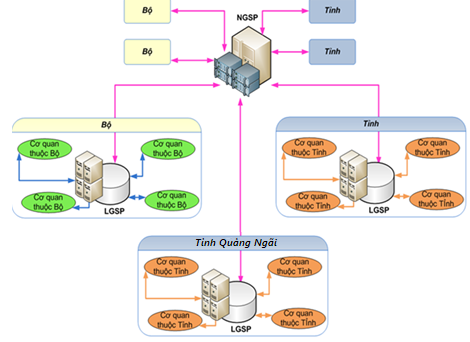 Bộ
NGSP
Tỉnh
Bộ
Tỉnh
Bộ
Cơ quan
thuộc Bộ
Cơ quan
thuộc Bộ
Cơ quan
thuộc Bộ
Cơ quan
thuộc Bộ
LGSP
Tỉnh
Cơ quan
thuộc Tỉnh
Cơ quan
thuộc Tỉnh
Cơ quan
thuộc Tỉnh
Cơ quan
thuộc Tỉnh
LGSP
Tỉnh Quảng Ngãi
Cơ quan
thuộc Tỉnh
Cơ quan
thuộc Tỉnh
Cơ quan
thuộc Tỉnh
Cơ quan
thuộc Tỉnh
LGSP